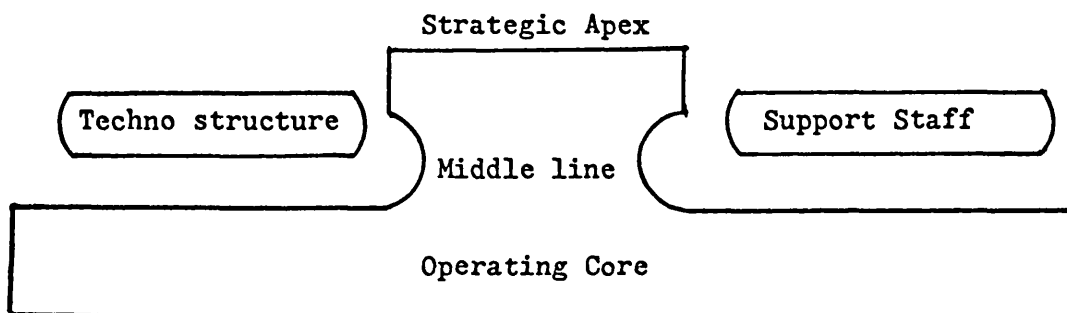 Strategic Apex
Techno structure
Support Staff
Middle line
Operating Core